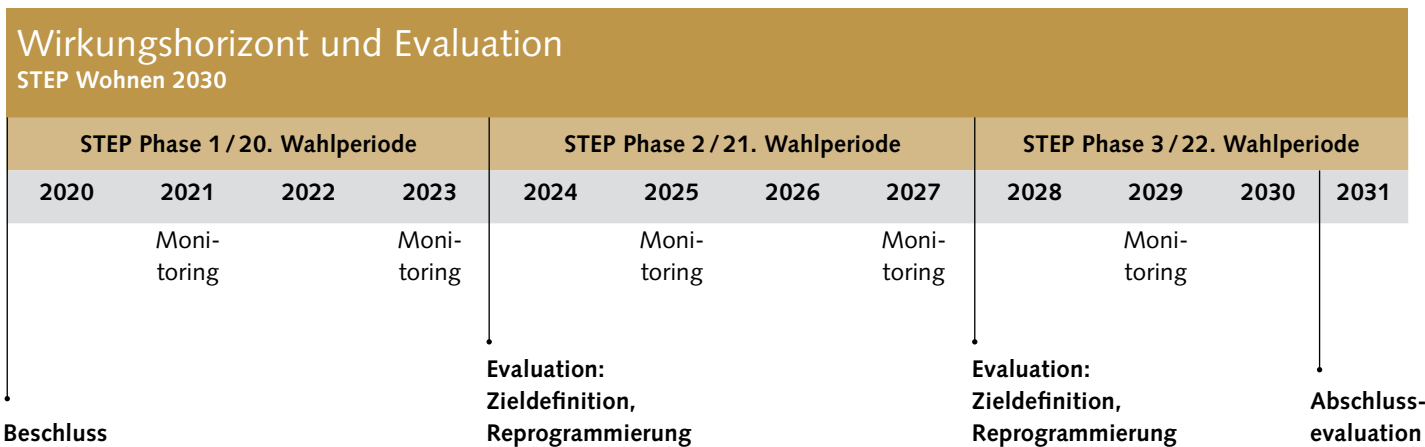 Wirkungshorizont und Evaluation
STEP Wohnen 2030
STEP Phase 1 / 20. Wahlperiode STEP Phase 2 / 21. Wahlperiode STEP Phase 3 / 22. Wahlperiode
2020 2021 2022 2023 2024 2025 2026 2027 2028 2029 2030 2031
Moni- Moni- Moni- Moni- Moni-
toring toring toring toring toring
Evaluation: Evaluation:
Zieldefinition, Zieldefinition, Abschluss-
Beschluss Reprogrammierung Reprogrammierung evaluation